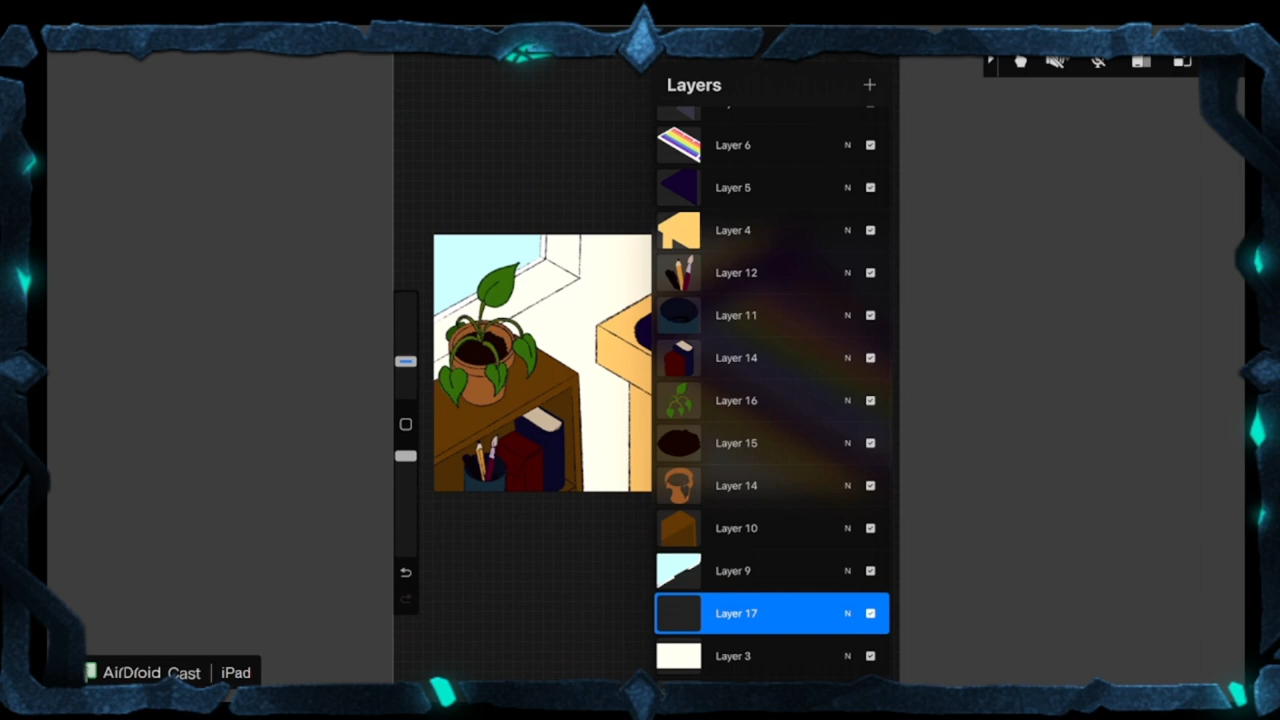 Layers +
Layer 6 N
Layer 5 N
Layer 4 N
Layer 12 N
Layer 11 N
Layer 14 N
Layer 16 N
Layer 15 N
Layer 14 N
Layer 10 N
Layer 9 N
Layer 17 N
Layer 3 N
AirDroid Cast | iPad